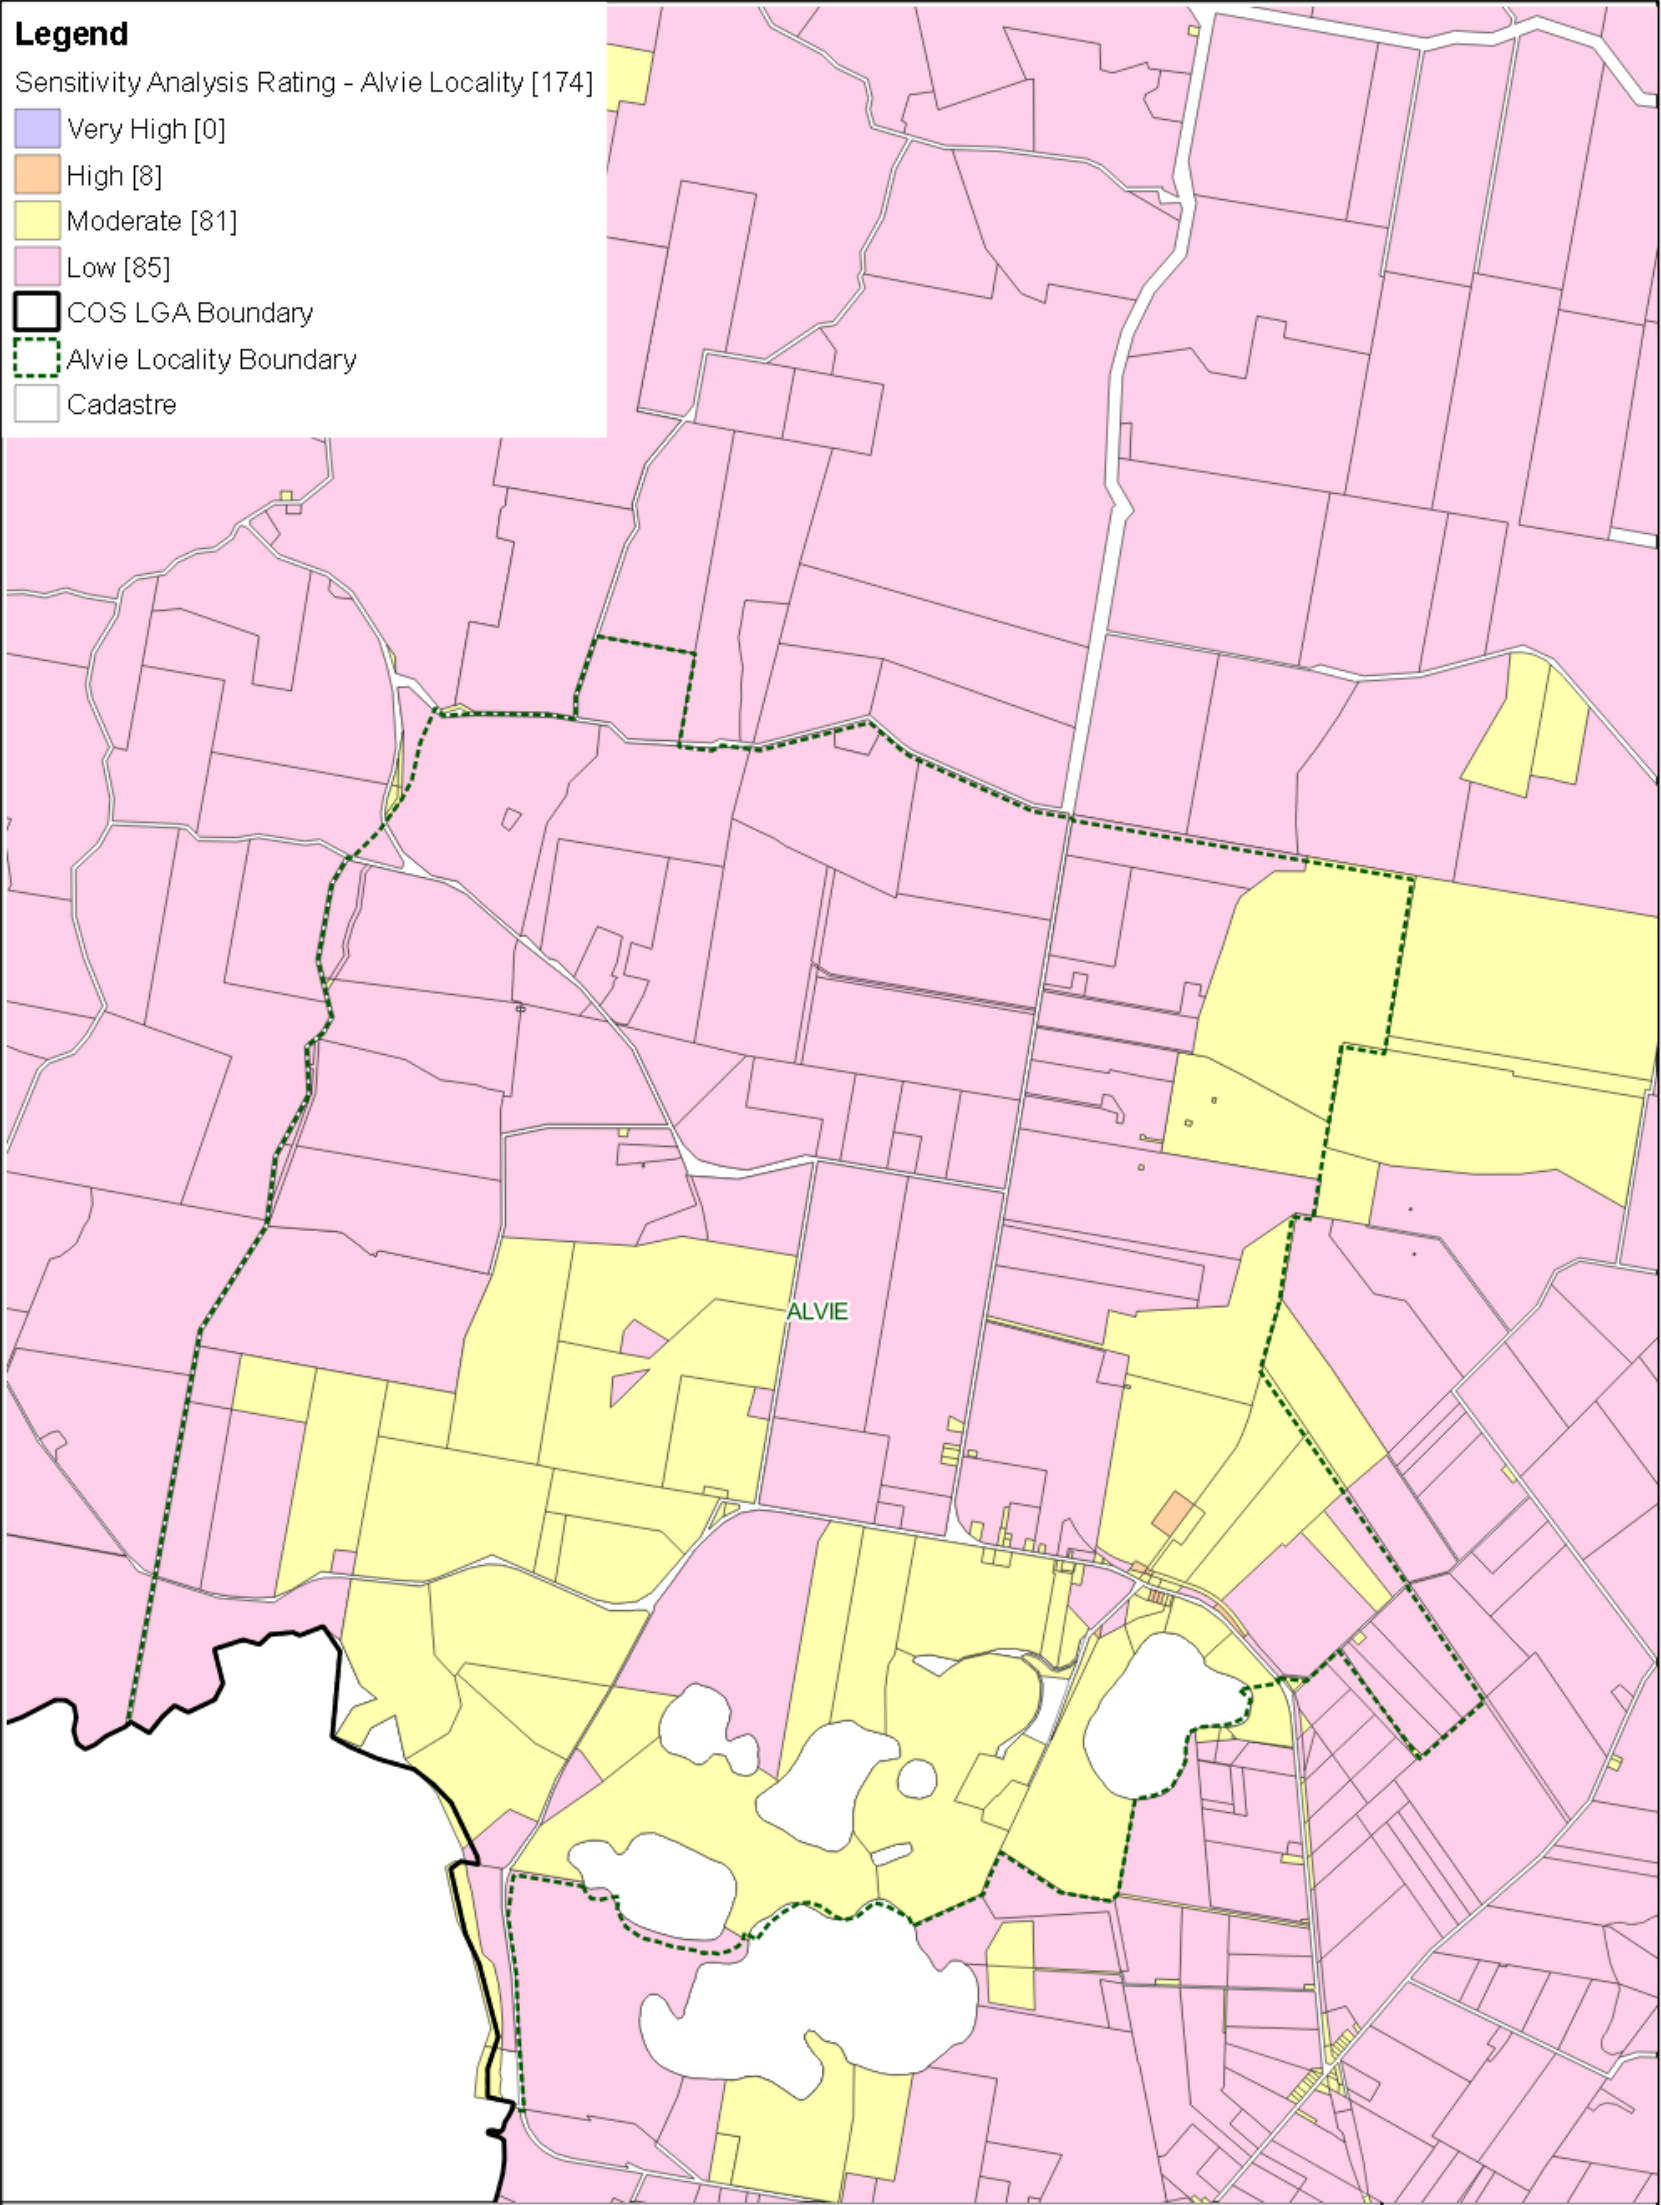 Legend
Sensitivity Analysis Rating - Alvie Locality [174]
Very High [0]
High [8]
Moderate [81]
Low [85]
COS LGA Boundary
Alvie Locality Boundary
Cadastre
ALVIE